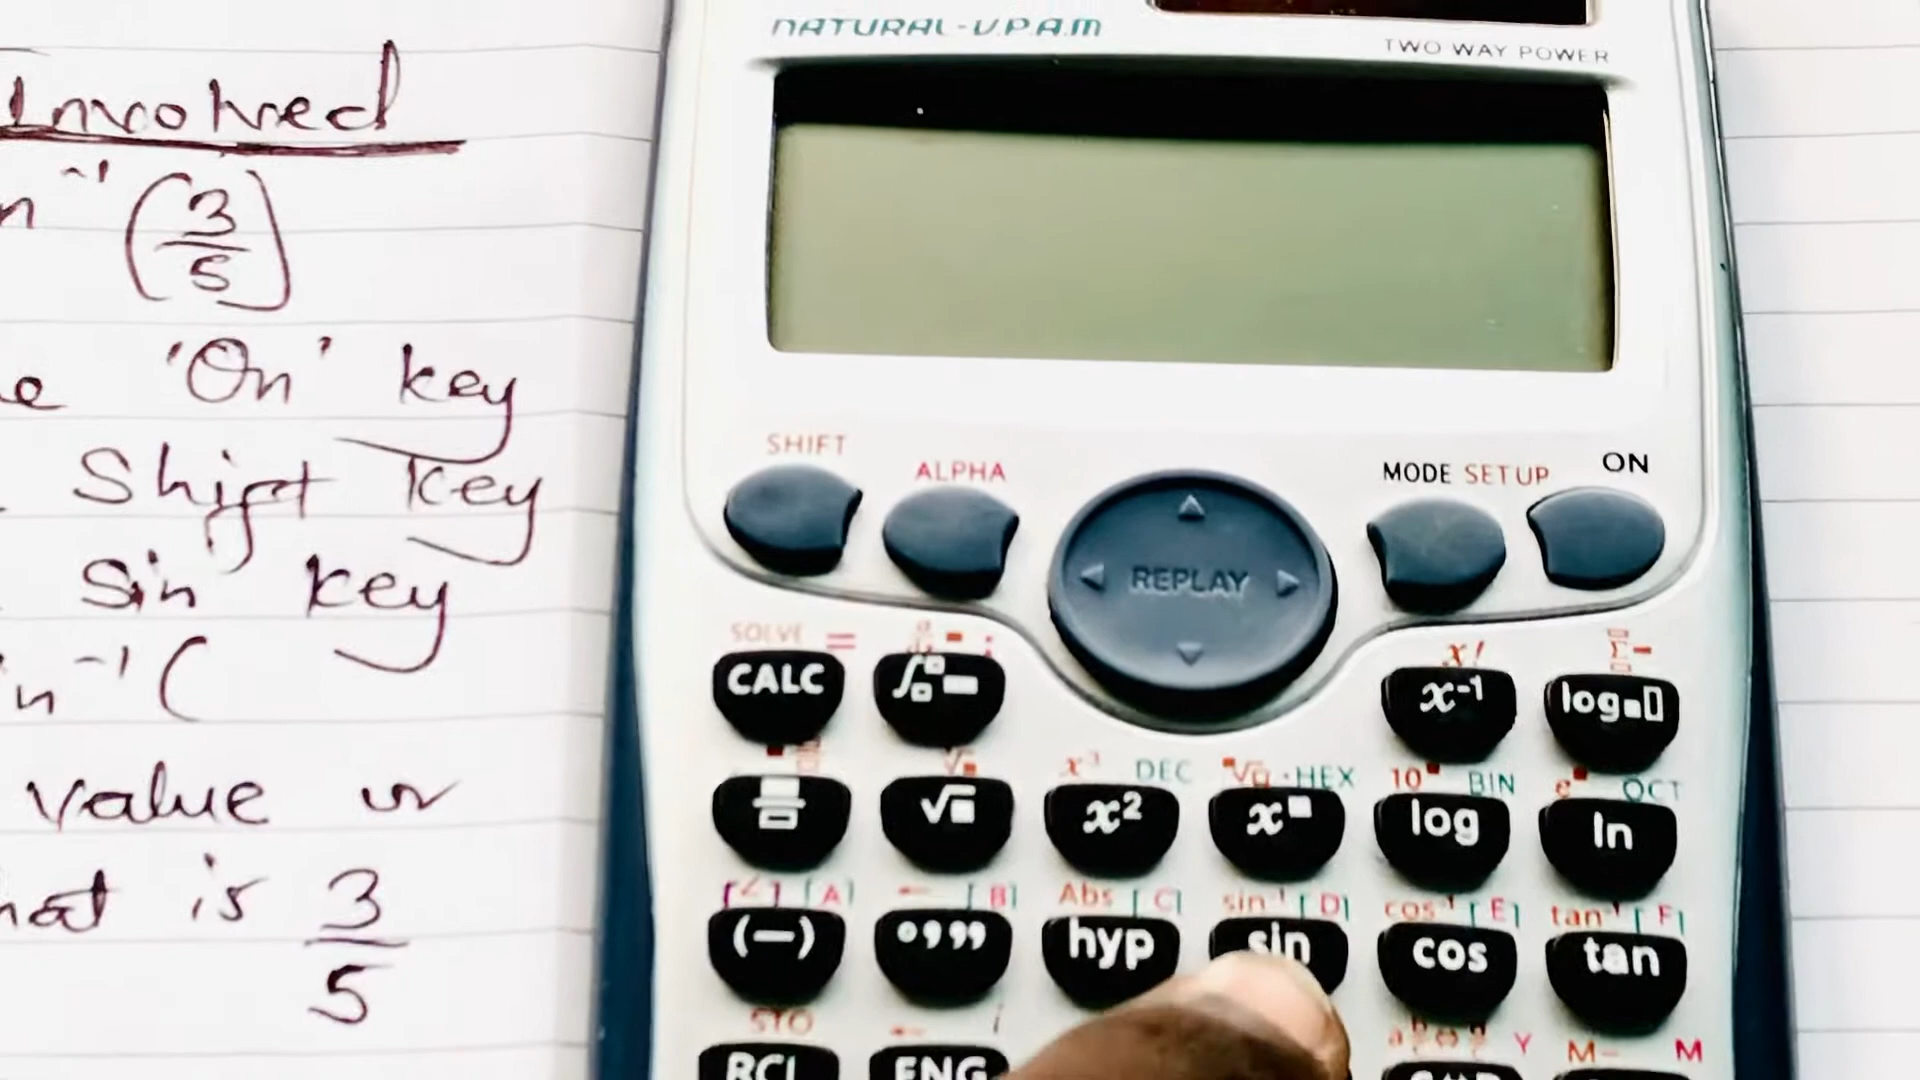 Involved
n⁻¹ (3/5)
e 'On' key
Shift key
Sin key
in⁻¹ (
value or
hat is 3/5
NATURAL-V.P.A.M
TWO WAY POWER
SHIFT ALPHA MODE SETUP ON
REPLAY
SOLVE = x! Σ
CALC ∫ x⁻¹ log
x³ DEC HEX 10 BIN e OCT
√ x² x log ln
[∠] [A] ← [B] Abs [C] sin⁻¹ [D] cos⁻¹ [E] tan⁻¹ [F]
(−) °'" hyp sin cos tan
STO ← i Y M− M
RCL ENG